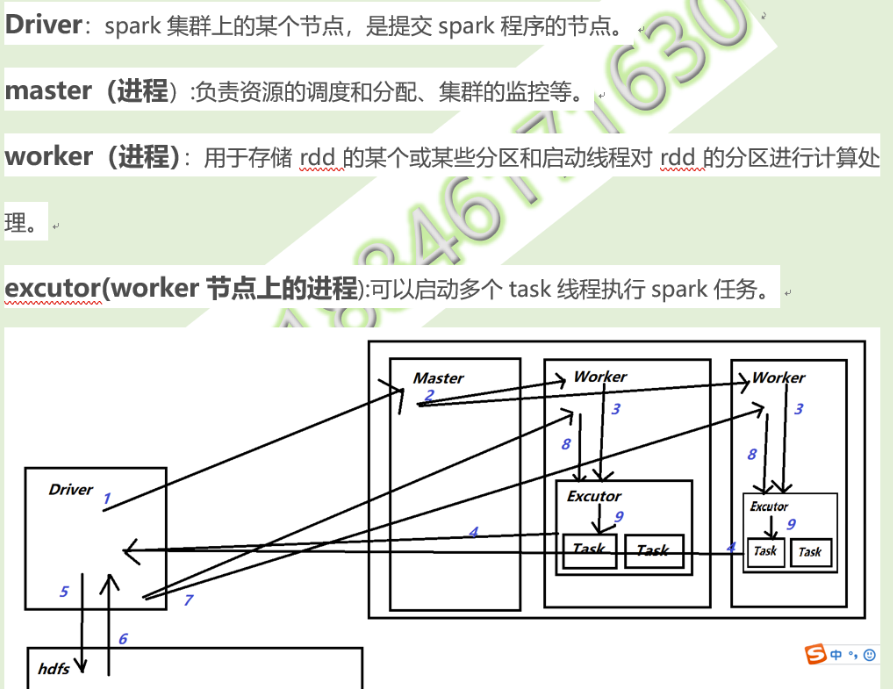 Driver：spark 集群上的某个节点，是提交 spark 程序的节点。
master（进程）:负责资源的调度和分配、集群的监控等。
worker（进程）：用于存储 rdd 的某个或某些分区和启动线程对 rdd 的分区进行计算处
理。
excutor(worker 节点上的进程):可以启动多个 task 线程执行 spark 任务。
18846171630
Master Worker Worker
2 3 3
8 8
Driver 1 Excutor Excutor
4 9 9
Task Task 4 Task Task
5 7
6
hdfs
中